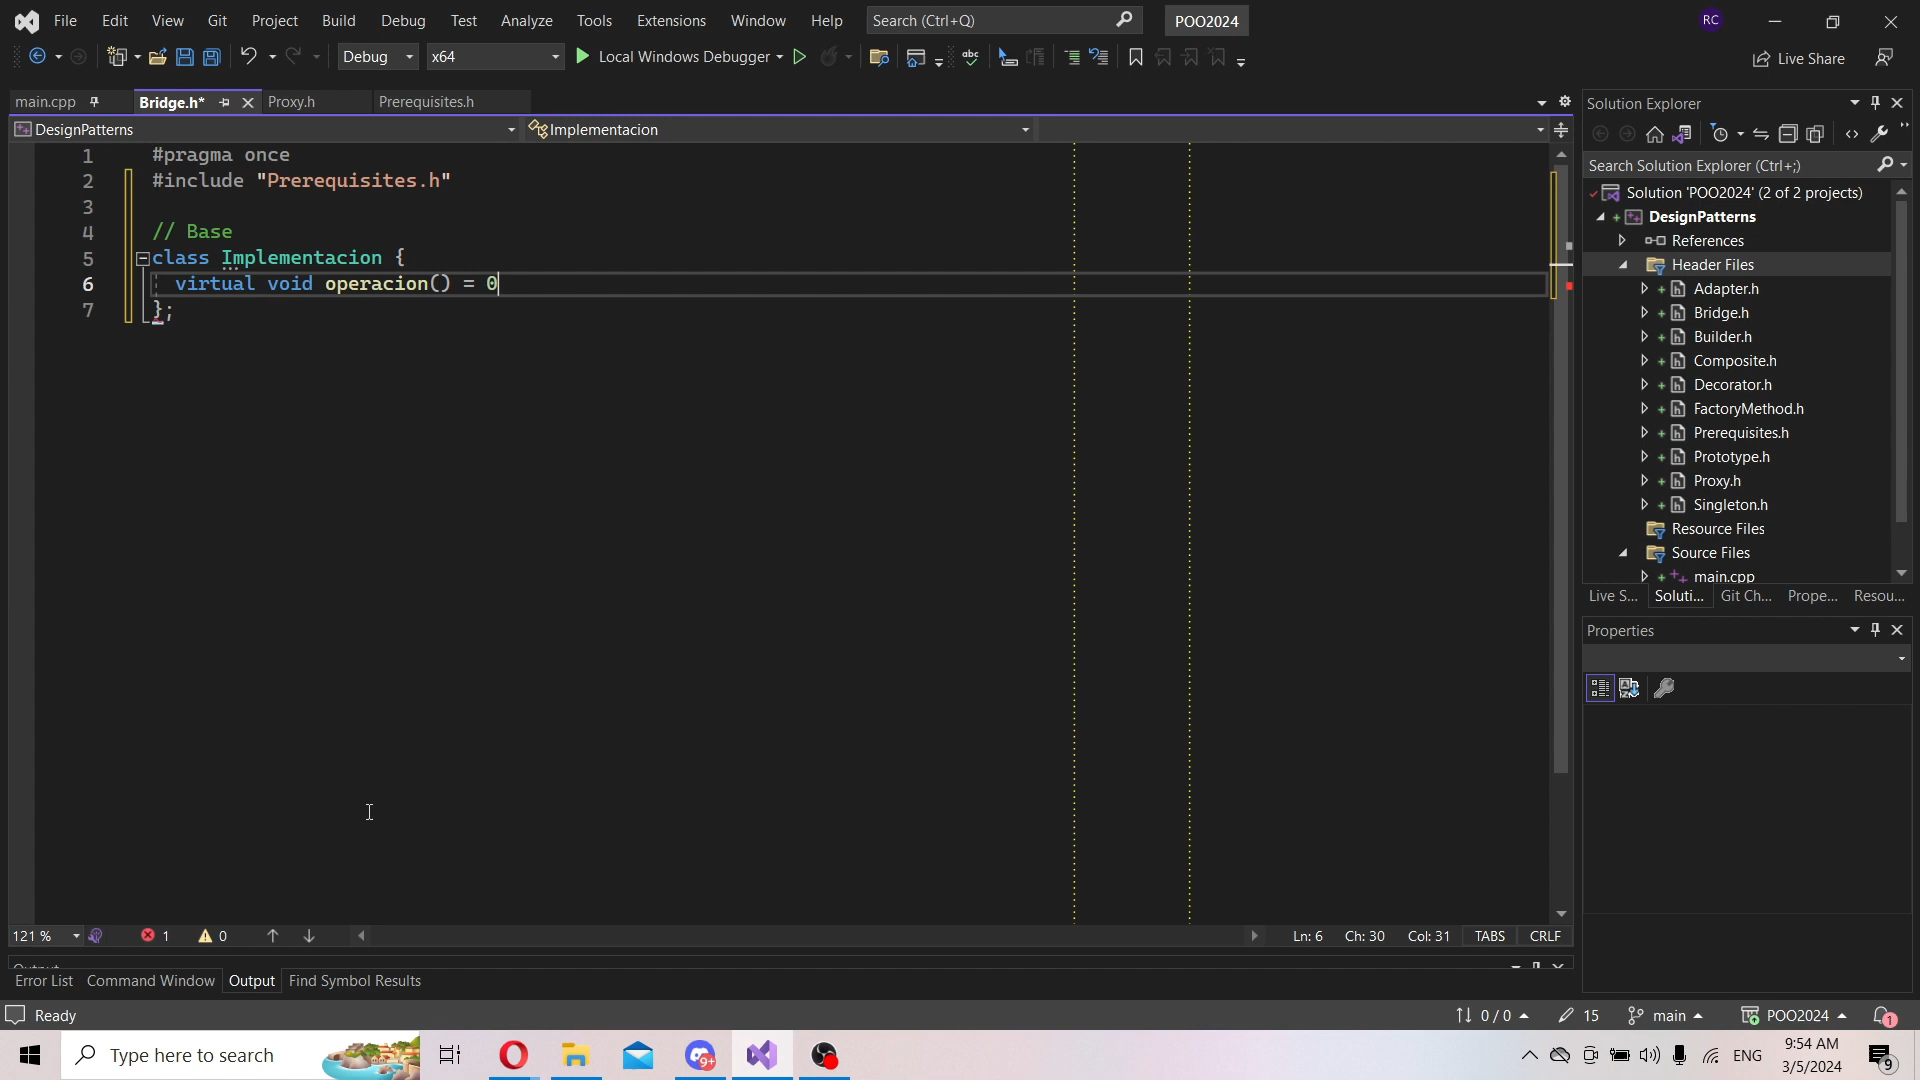 File Edit View Git Project Build Debug Test Analyze Tools Extensions Window Help Search (Ctrl+Q) POO2024 RC
Debug x64 Local Windows Debugger Live Share
main.cpp Bridge.h* Proxy.h Prerequisites.h
DesignPatterns Implementacion
1 #pragma once
2 #include "Prerequisites.h"
3
4 // Base
5 class Implementacion {
6 virtual void operacion() = 0
7 };
Solution Explorer
Search Solution Explorer (Ctrl+;)
Solution 'POO2024' (2 of 2 projects)
DesignPatterns
References
Header Files
Adapter.h
Bridge.h
Builder.h
Composite.h
Decorator.h
FactoryMethod.h
Prerequisites.h
Prototype.h
Proxy.h
Singleton.h
Resource Files
Source Files
main.cpp
Live S... Soluti... Git Ch... Prope... Resou...
Properties
121 % 1 0 Ln: 6 Ch: 30 Col: 31 TABS CRLF
Output
Error List Command Window Output Find Symbol Results
Ready 0 / 0 15 main POO2024 1
Type here to search 9+ ENG 9:54 AM
3/5/2024 9